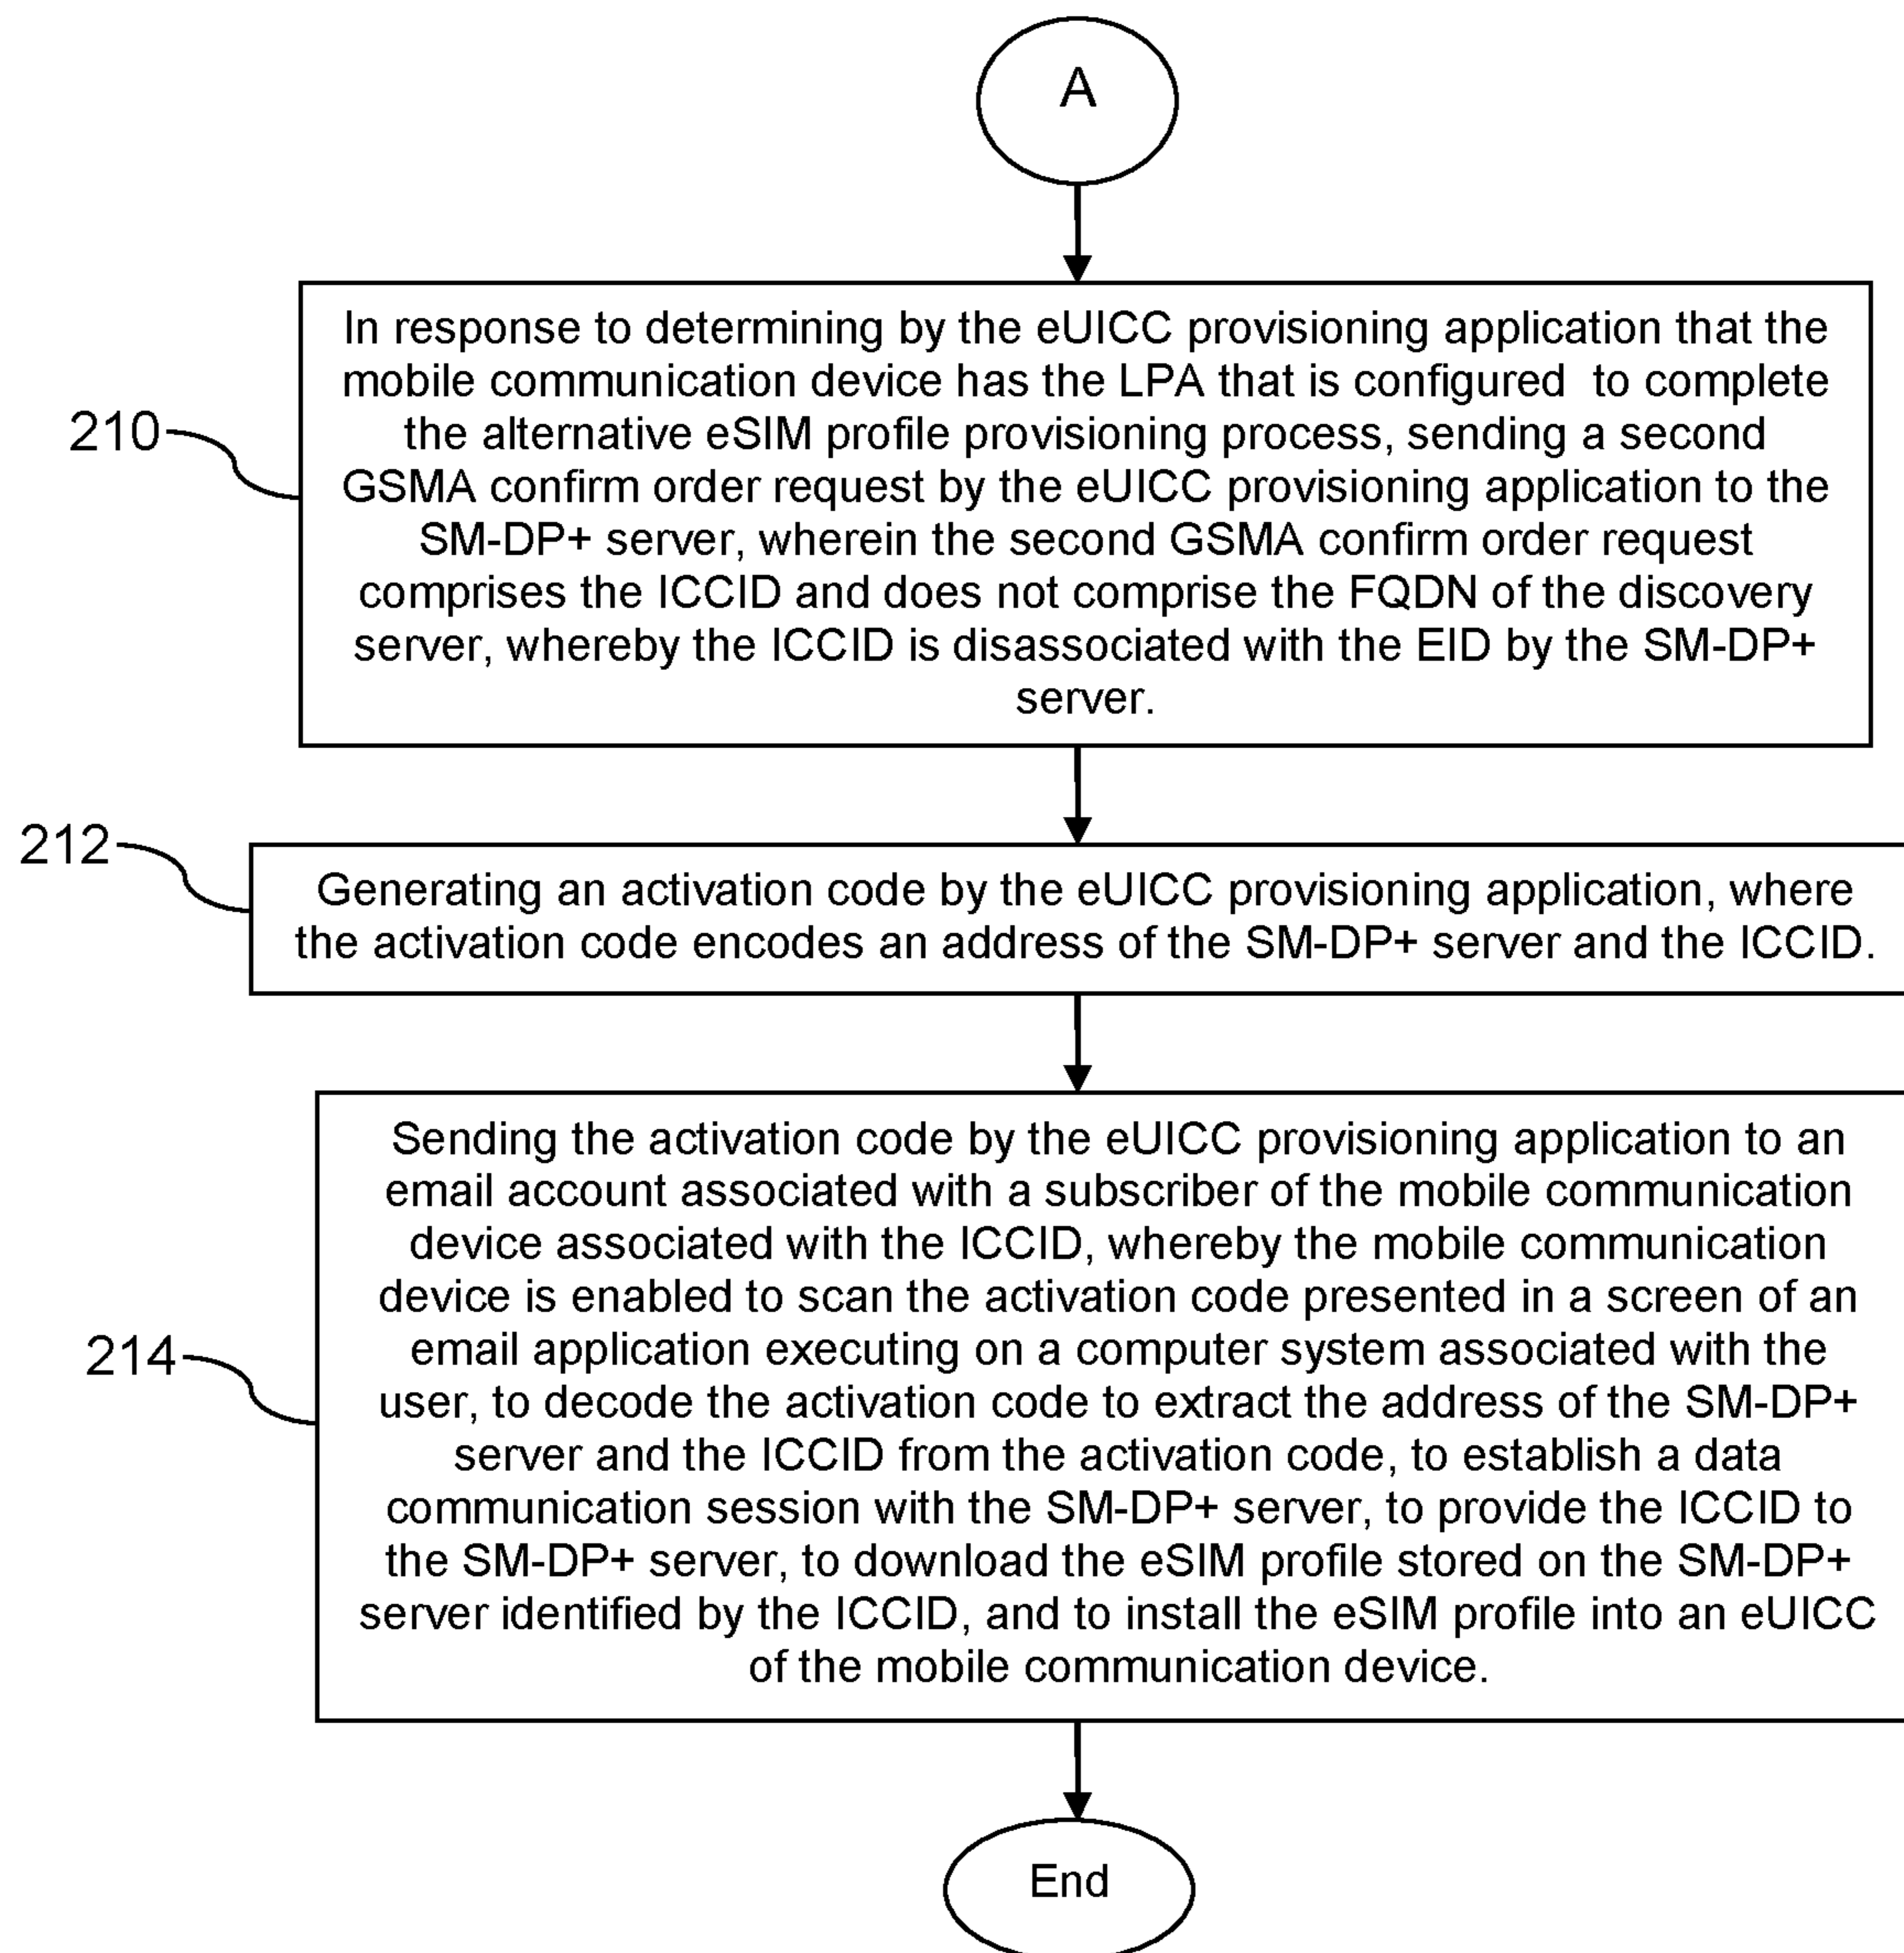 A
In response to determining by the eUICC provisioning application that the
mobile communication device has the LPA that is configured to complete
the alternative eSIM profile provisioning process, sending a second
GSMA confirm order request by the eUICC provisioning application to the
SM-DP+ server, wherein the second GSMA confirm order request
comprises the ICCID and does not comprise the FQDN of the discovery
server, whereby the ICCID is disassociated with the EID by the SM-DP+
server.
210
212
Generating an activation code by the eUICC provisioning application, where
the activation code encodes an address of the SM-DP+ server and the ICCID.
Sending the activation code by the eUICC provisioning application to an
email account associated with a subscriber of the mobile communication
device associated with the ICCID, whereby the mobile communication
device is enabled to scan the activation code presented in a screen of an
email application executing on a computer system associated with the
user, to decode the activation code to extract the address of the SM-DP+
server and the ICCID from the activation code, to establish a data
communication session with the SM-DP+ server, to provide the ICCID to
the SM-DP+ server, to download the eSIM profile stored on the SM-DP+
server identified by the ICCID, and to install the eSIM profile into an eUICC
of the mobile communication device.
214
End